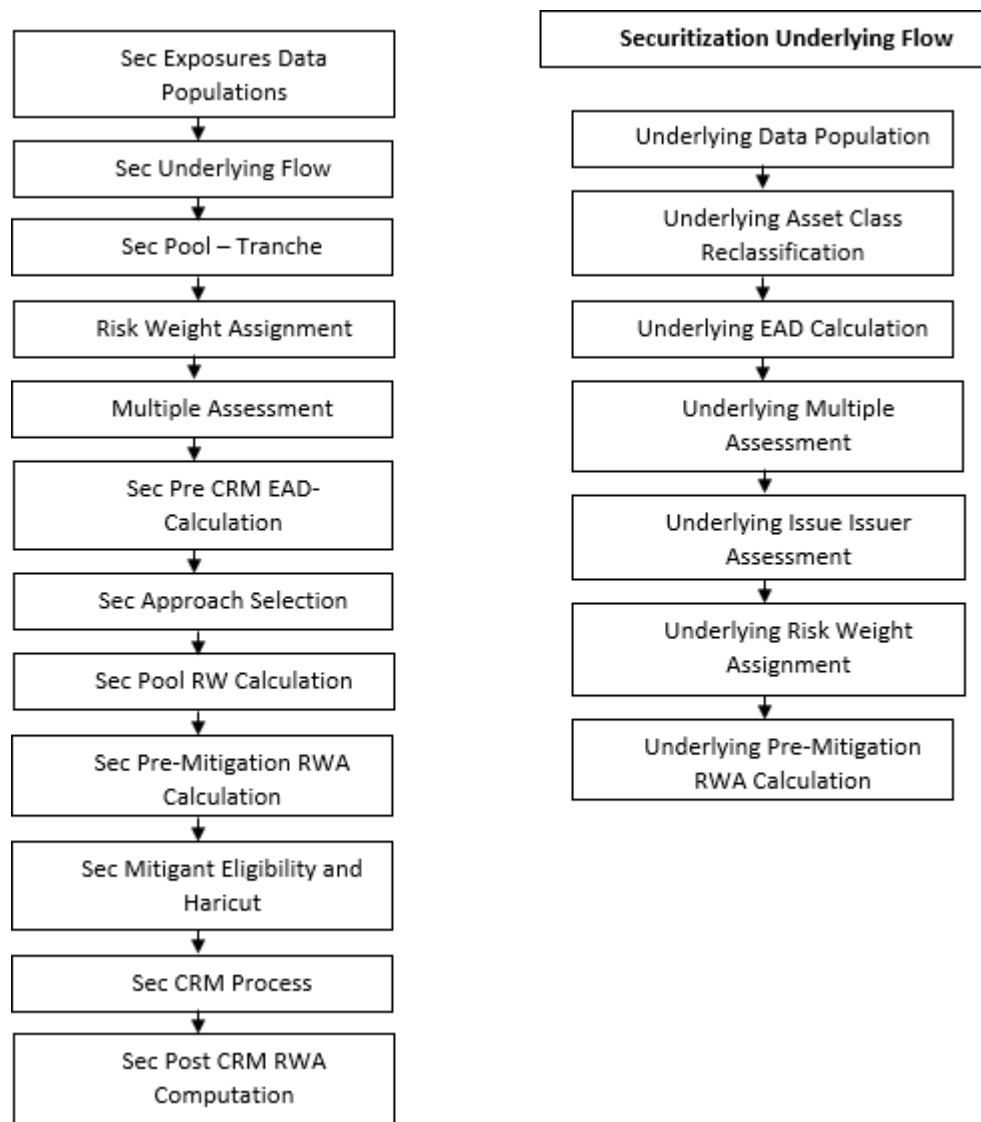 Sec Exposures Data
Populations
Sec Underlying Flow
Sec Pool – Tranche
Risk Weight Assignment
Multiple Assessment
Sec Pre CRM EAD-
Calculation
Sec Approach Selection
Sec Pool RW Calculation
Sec Pre-Mitigation RWA
Calculation
Sec Mitigant Eligibility and
Haricut
Sec CRM Process
Sec Post CRM RWA
Computation
Securitization Underlying Flow
Underlying Data Population
Underlying Asset Class
Reclassification
Underlying EAD Calculation
Underlying Multiple
Assessment
Underlying Issue Issuer
Assessment
Underlying Risk Weight
Assignment
Underlying Pre-Mitigation
RWA Calculation